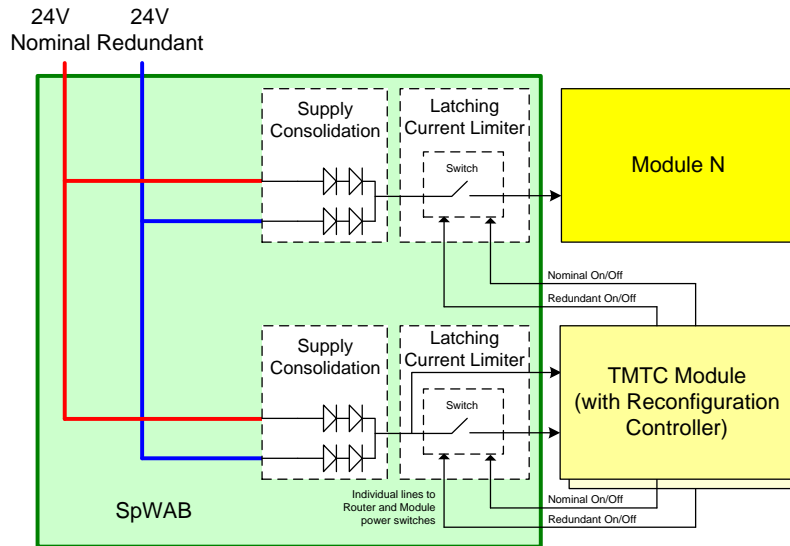 24V 24V
Nominal Redundant
Supply
Consolidation
Latching
Current Limiter
Switch
Module N
Nominal On/Off
Redundant On/Off
Supply
Consolidation
Latching
Current Limiter
Switch
TMTC Module
(with Reconfiguration
Controller)
Individual lines to
Router and Module
power switches
Nominal On/Off
Redundant On/Off
SpWAB